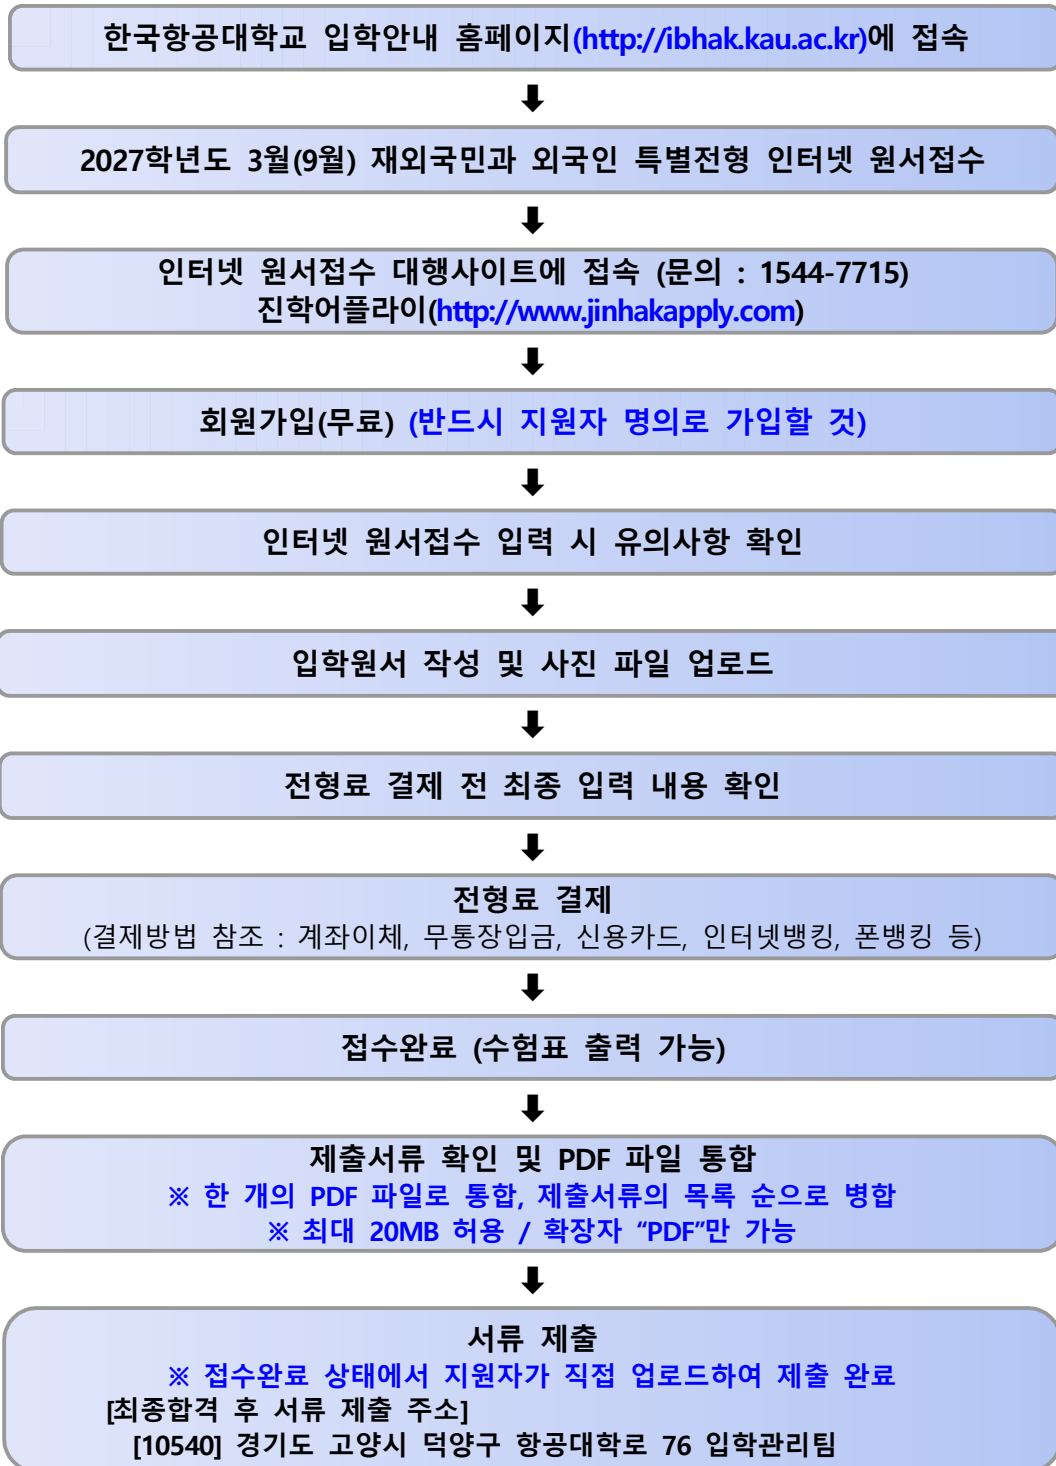 한국항공대학교 입학안내 홈페이지(http://ibhak.kau.ac.kr)에 접속
2027학년도 3월(9월) 재외국민과 외국인 특별전형 인터넷 원서접수
인터넷 원서접수 대행사이트에 접속 (문의 : 1544-7715)
진학어플라이(http://www.jinhakapply.com)
회원가입(무료) (반드시 지원자 명의로 가입할 것)
인터넷 원서접수 입력 시 유의사항 확인
입학원서 작성 및 사진 파일 업로드
전형료 결제 전 최종 입력 내용 확인
전형료 결제
(결제방법 참조 : 계좌이체, 무통장입금, 신용카드, 인터넷뱅킹, 폰뱅킹 등)
접수완료 (수험표 출력 가능)
제출서류 확인 및 PDF 파일 통합
※ 한 개의 PDF 파일로 통합, 제출서류의 목록 순으로 병합
※ 최대 20MB 허용 / 확장자 “PDF”만 가능
서류 제출
※ 접수완료 상태에서 지원자가 직접 업로드하여 제출 완료
[최종합격 후 서류 제출 주소]
[10540] 경기도 고양시 덕양구 항공대학로 76 입학관리팀